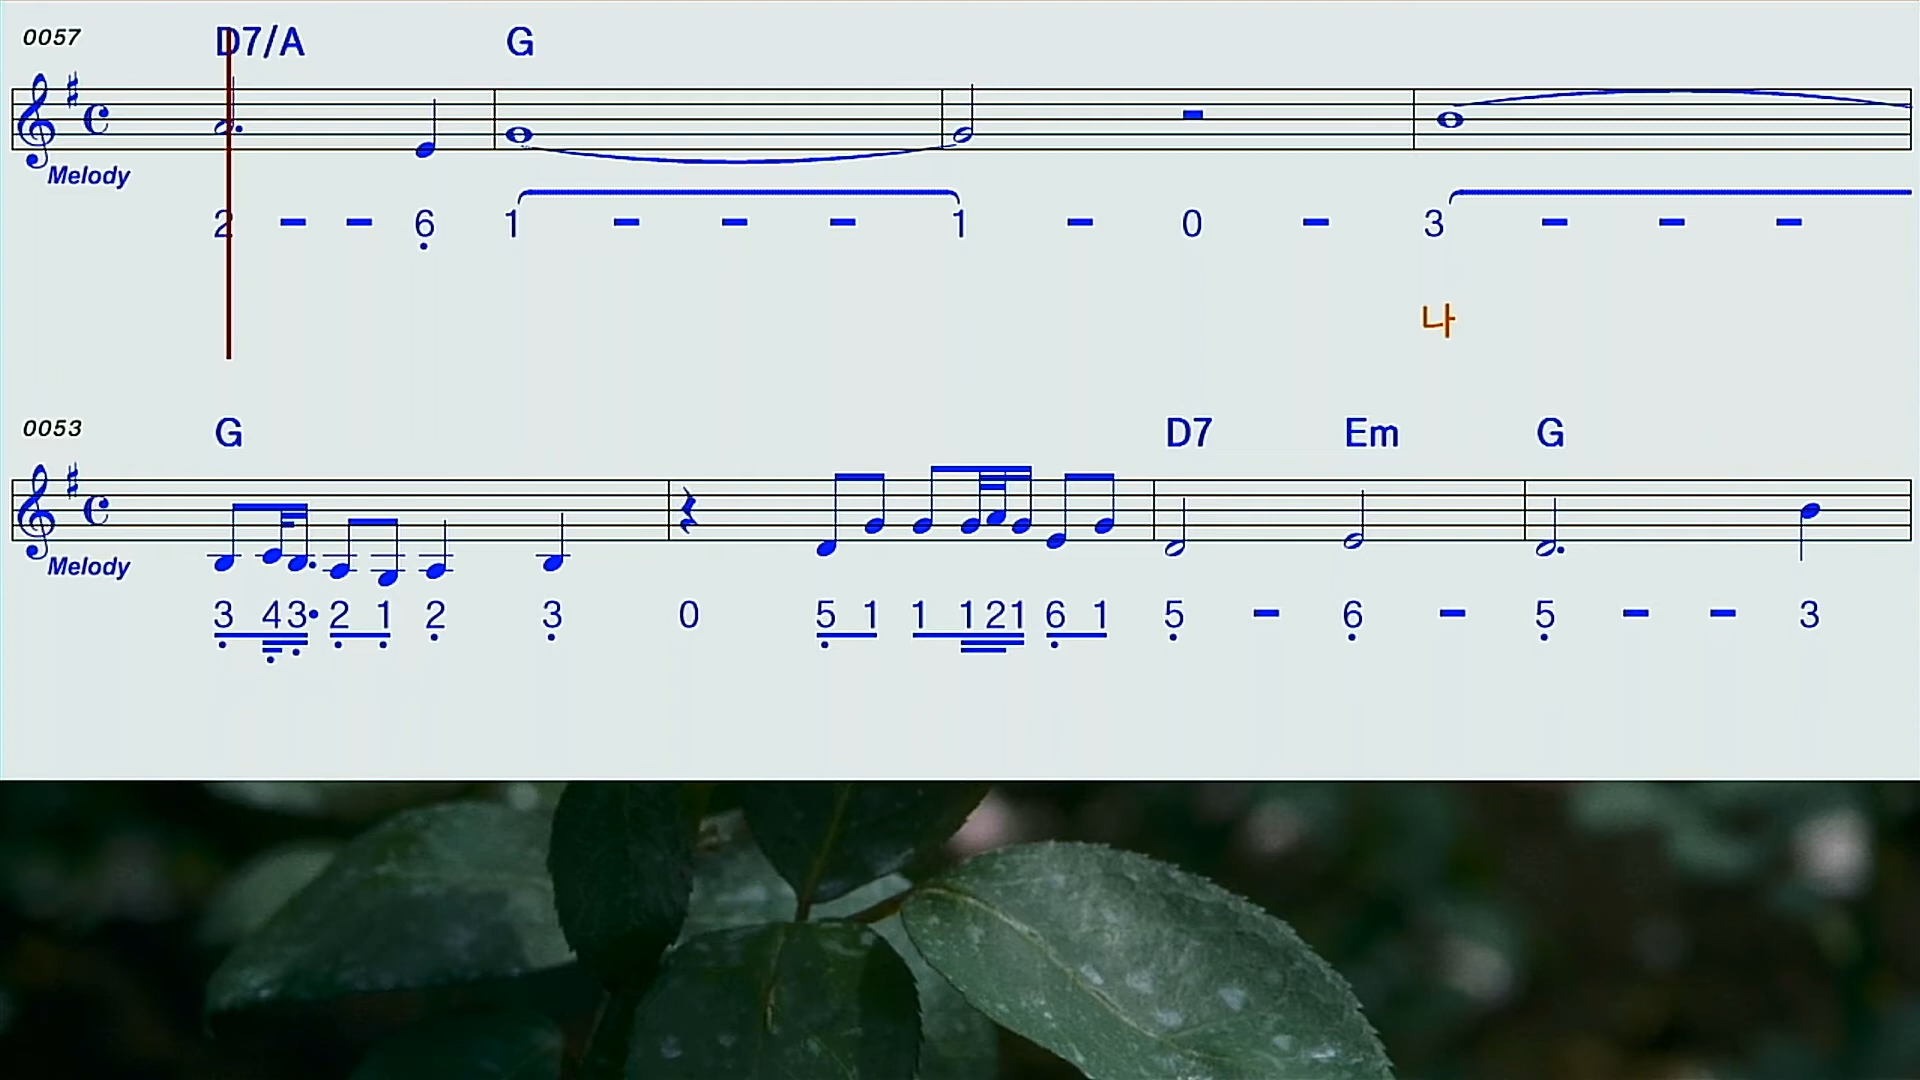 0057 D7/A G
Melody
2 - - 6 1 - - - 1 - 0 - 3 - - -
나
0053 G D7 Em G
Melody
3 43· 2 1 2 3 0 5 1 1 121 6 1 5 - 6 - 5 - - 3